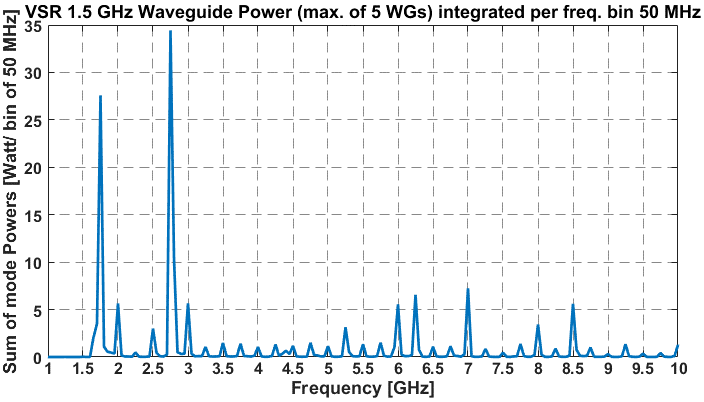 VSR 1.5 GHz Waveguide Power (max. of 5 WGs) integrated per freq. bin 50 MHz
Sum of mode Powers [Watt/ bin of 50 MHz]
35
30
25
20
15
10
5
0
1 1.5 2 2.5 3 3.5 4 4.5 5 5.5 6 6.5 7 7.5 8 8.5 9 9.5 10
Frequency [GHz]